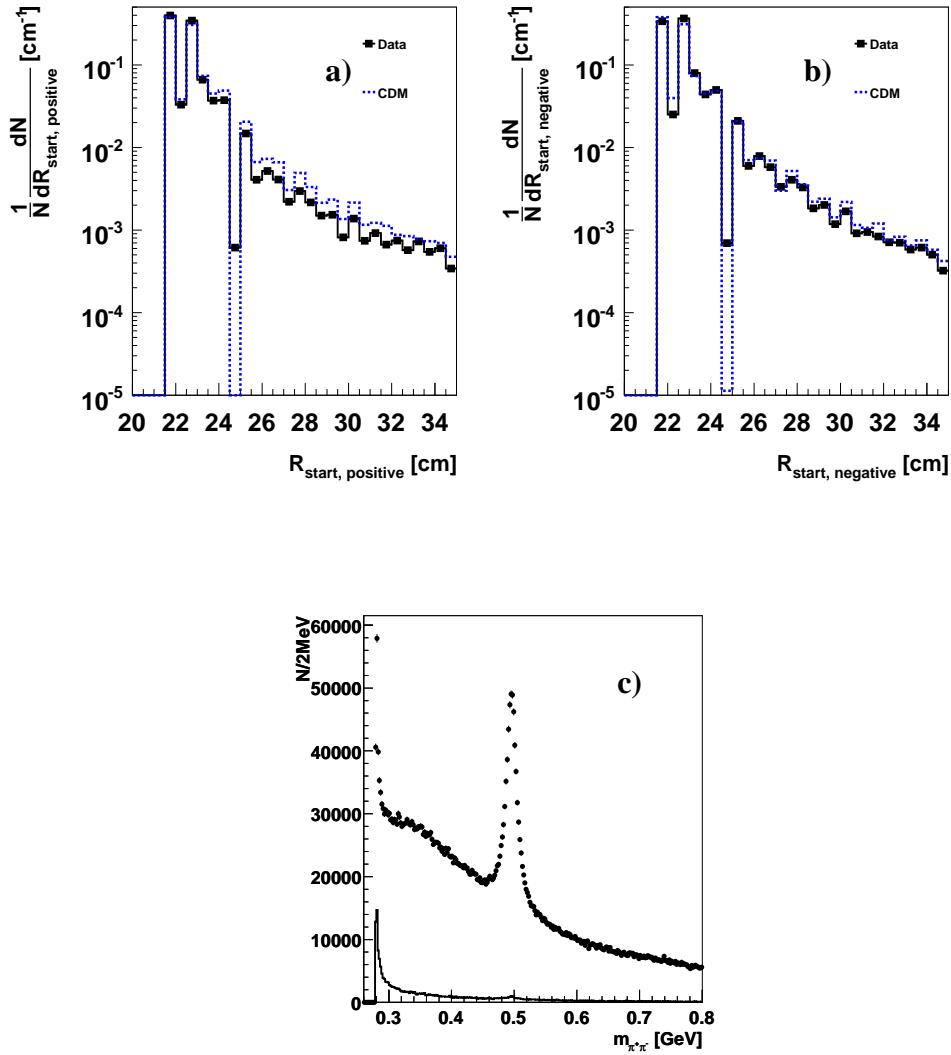 1/N dN/dR_start, positive [cm^-1]
10^-1
10^-2
10^-3
10^-4
10^-5
a)
Data
CDM
20 22 24 26 28 30 32 34
R_start, positive [cm]
1/N dN/dR_start, negative [cm^-1]
10^-1
10^-2
10^-3
10^-4
10^-5
b)
Data
CDM
20 22 24 26 28 30 32 34
R_start, negative [cm]
N/2MeV
60000
50000
40000
30000
20000
10000
0
c)
0.3 0.4 0.5 0.6 0.7 0.8
m_π+π- [GeV]